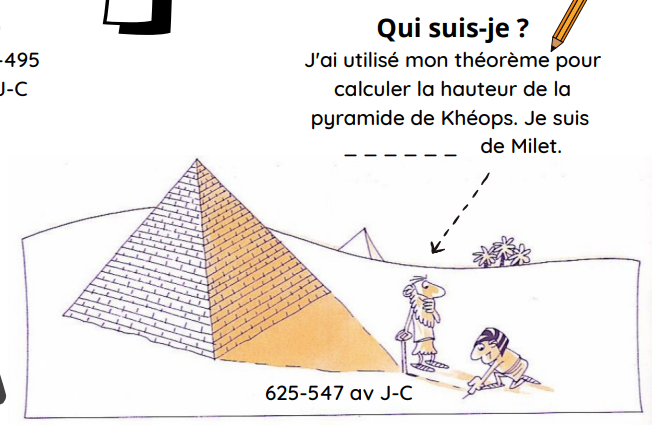 Qui suis-je ?
-495
J-C
J'ai utilisé mon théorème pour
calculer la hauteur de la
pyramide de Khéops. Je suis
_ _ _ _ _ _ de Milet.
625-547 av J-C